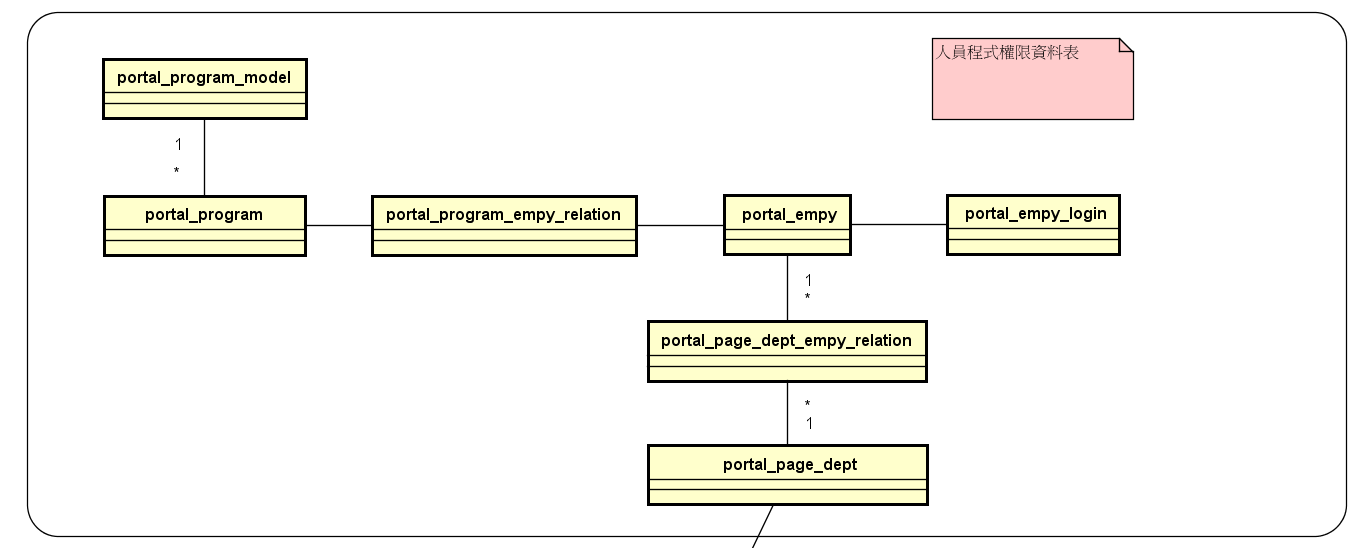 人員程式權限資料表
portal_program_model
1
*
portal_program
portal_program_empy_relation
portal_empy
portal_empy_login
1
*
portal_page_dept_empy_relation
*
1
portal_page_dept